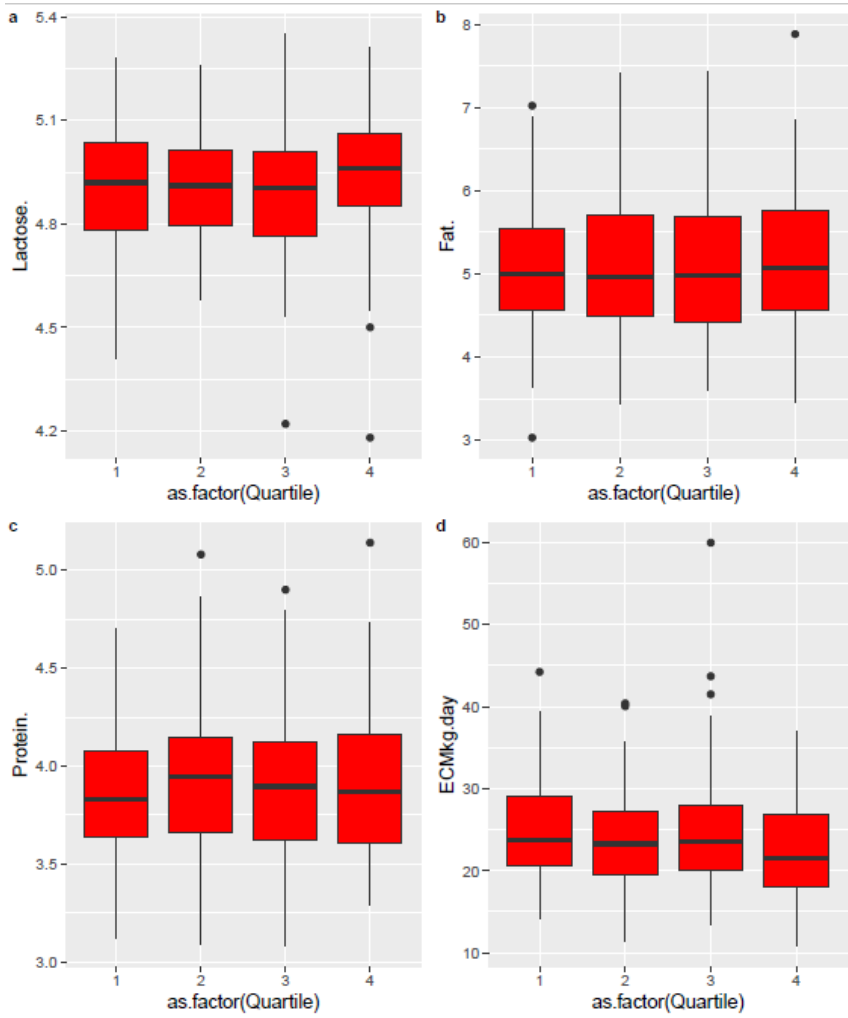 a
5.4
5.1
4.8
4.5
4.2
Lactose.
1 2 3 4
as.factor(Quartile)
b
8
7
6
5
4
3
Fat.
1 2 3 4
as.factor(Quartile)
c
5.0
4.5
4.0
3.5
3.0
Protein.
1 2 3 4
as.factor(Quartile)
d
60
50
40
30
20
10
ECMkg.day
1 2 3 4
as.factor(Quartile)